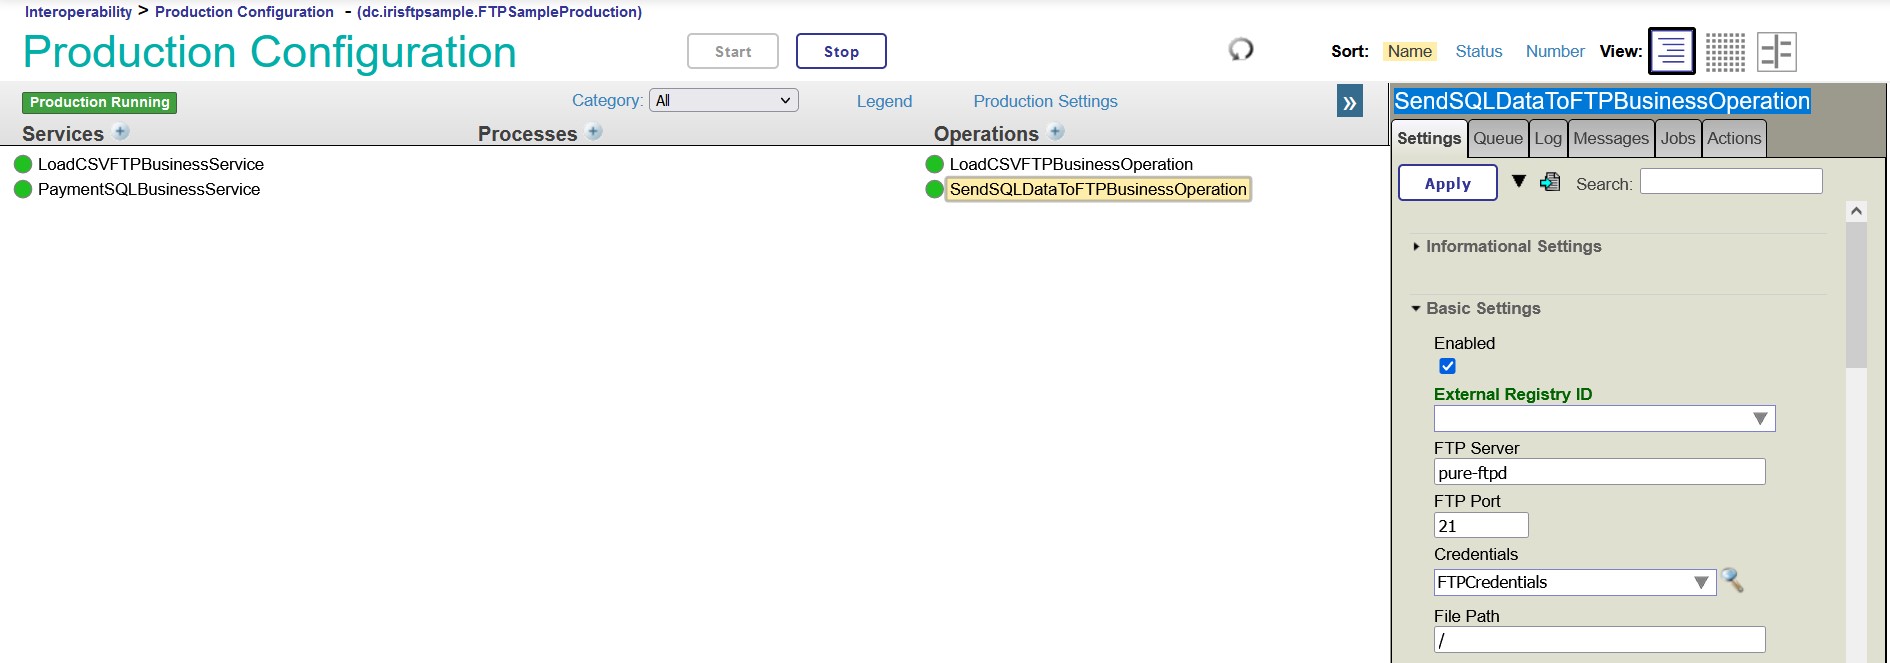 Interoperability > Production Configuration - (dc.irisftpsample.FTPSampleProduction)
Production Configuration
Start
Stop
Sort: Name Status Number View:
Production Running
Category: All
Legend
Production Settings
»
Services +
Processes +
Operations +
LoadCSVFTPBusinessService
PaymentSQLBusinessService
LoadCSVFTPBusinessOperation
SendSQLDataToFTPBusinessOperation
SendSQLDataToFTPBusinessOperation
Settings Queue Log Messages Jobs Actions
Apply
Search:
Informational Settings
Basic Settings
Enabled
External Registry ID
FTP Server
pure-ftpd
FTP Port
21
Credentials
FTPCredentials
File Path
/